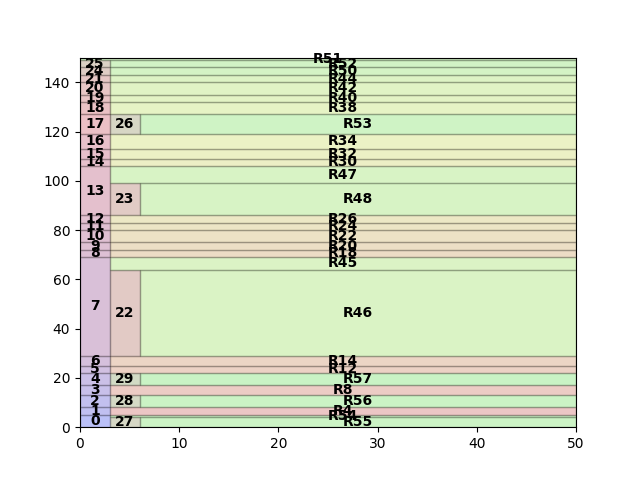 R51
25 R52
24 R50
21 R44
140 20 R42
19 R40
18 R38
120 17 26 R53
16 R34
15 R32
14 R30
100 R47
13 23 R48
12 R26
11 R24
80 10 R22
9 R20
8 R18
R45
60
7 22 R46
40
6 R14
5 R12
20 4 29 R57
3 R8
2 28 R56
1 R4
R54
0 0 27 R55
0 10 20 30 40 50